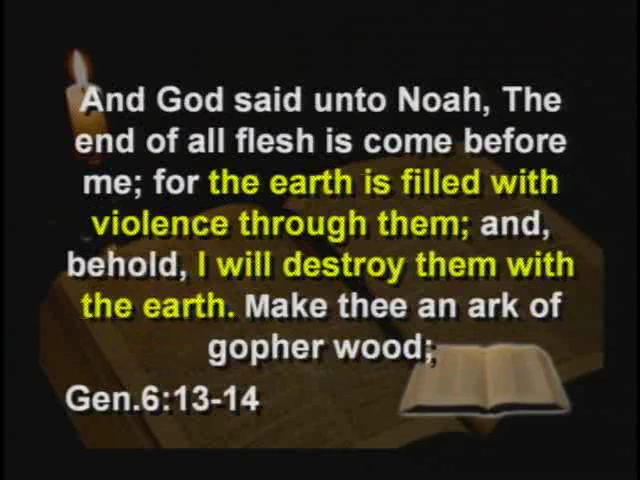 And God said unto Noah, The
end of all flesh is come before
me; for the earth is filled with
violence through them; and,
behold, I will destroy them with
the earth. Make thee an ark of
gopher wood;
Gen.6:13-14